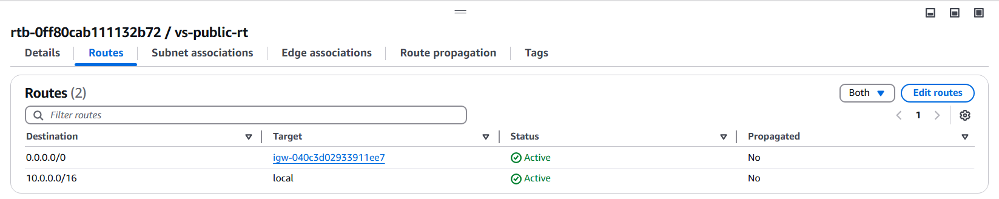 rtb-0ff80cab111132b72 / vs-public-rt
Details Routes Subnet associations Edge associations Route propagation Tags
Routes (2) Both Edit routes
Filter routes 1
Destination Target Status Propagated
0.0.0.0/0 igw-040c3d02933911ee7 Active No
10.0.0.0/16 local Active No